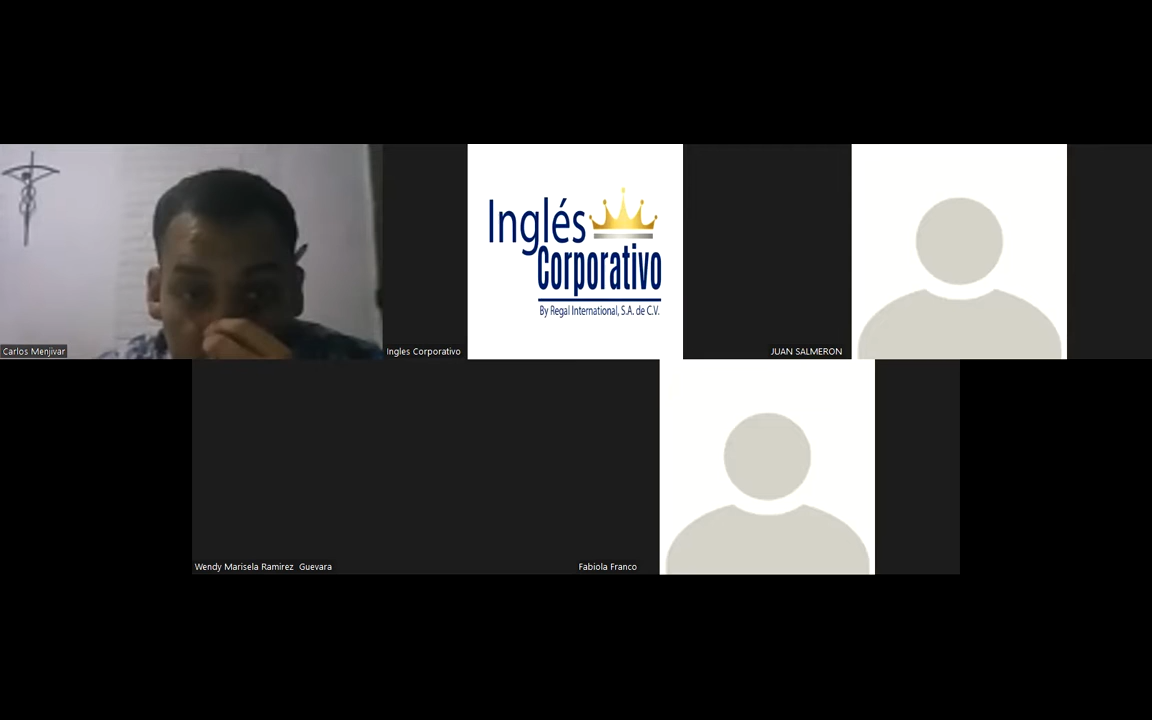 Inglés
Corporativo
By Regal International, S.A. de C.V.
Carlos Menjivar
Ingles Corporativo
JUAN SALMERON
Wendy Marisela Ramirez  Guevara
Fabiola Franco